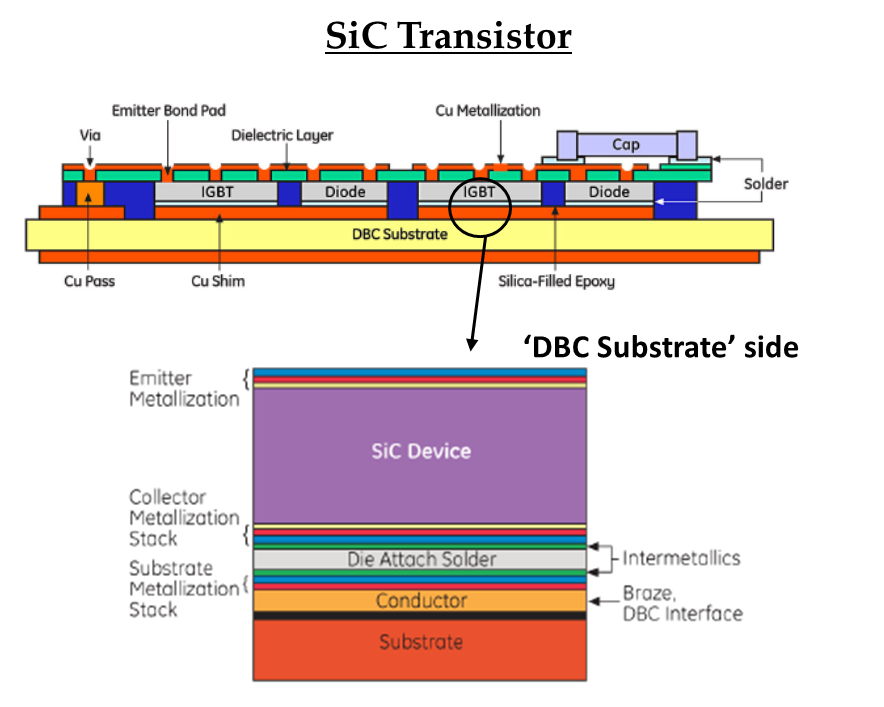 SiC Transistor
Emitter Bond Pad
Cu Metallization
Via
Dielectric Layer
Cap
Solder
IGBT
Diode
IGBT
Diode
DBC Substrate
Cu Pass
Cu Shim
Silica-Filled Epoxy
‘DBC Substrate’ side
Emitter
Metallization
SiC Device
Collector
Metallization
Stack
Die Attach Solder
Intermetallics
Substrate
Metallization
Stack
Conductor
Braze,
DBC Interface
Substrate